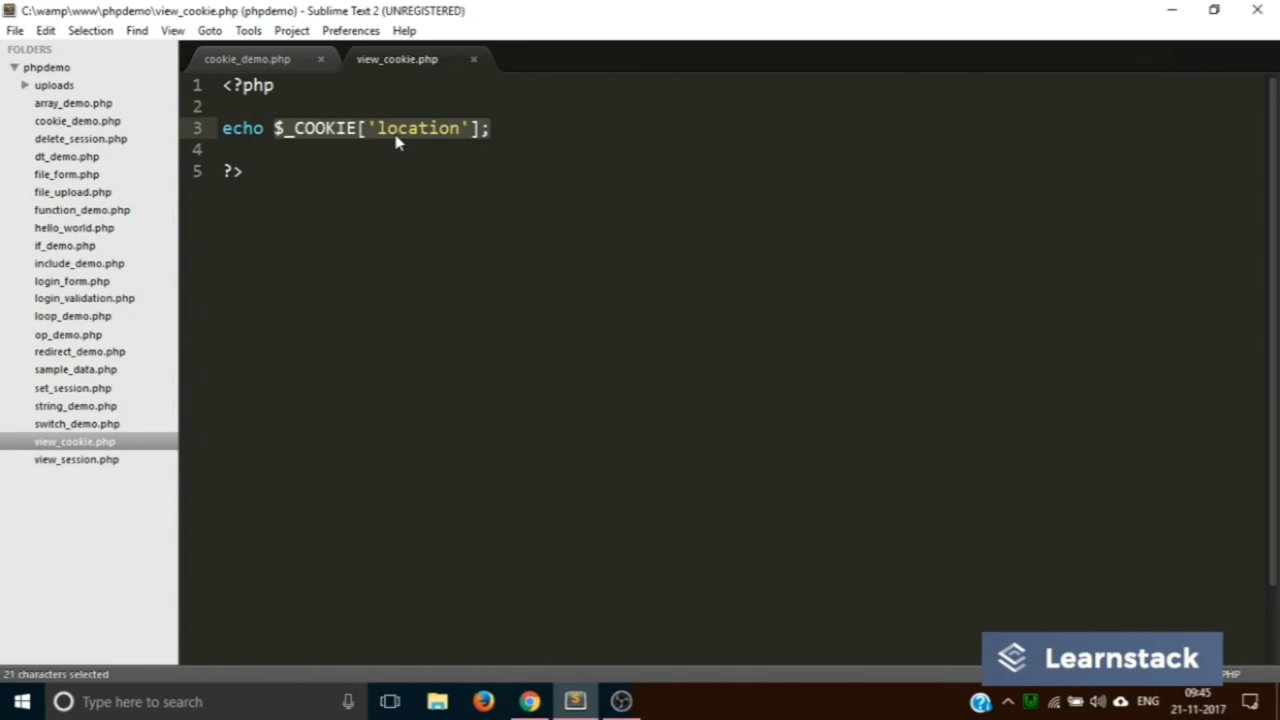 C:\wamp\www\phpdemo\view_cookie.php (phpdemo) - Sublime Text 2 (UNREGISTERED)
File Edit Selection Find View Goto Tools Project Preferences Help
FOLDERS
phpdemo
uploads
array_demo.php
cookie_demo.php
delete_session.php
dt_demo.php
file_form.php
file_upload.php
function_demo.php
hello_world.php
if_demo.php
include_demo.php
login_form.php
login_validation.php
loop_demo.php
op_demo.php
redirect_demo.php
sample_data.php
set_session.php
string_demo.php
switch_demo.php
view_cookie.php
view_session.php
cookie_demo.php × view_cookie.php ×
1 <?php
2
3 echo $_COOKIE['location'];
4
5 ?>
Learnstack
21 characters selected
Type here to search
ENG
09:45
21-11-2017